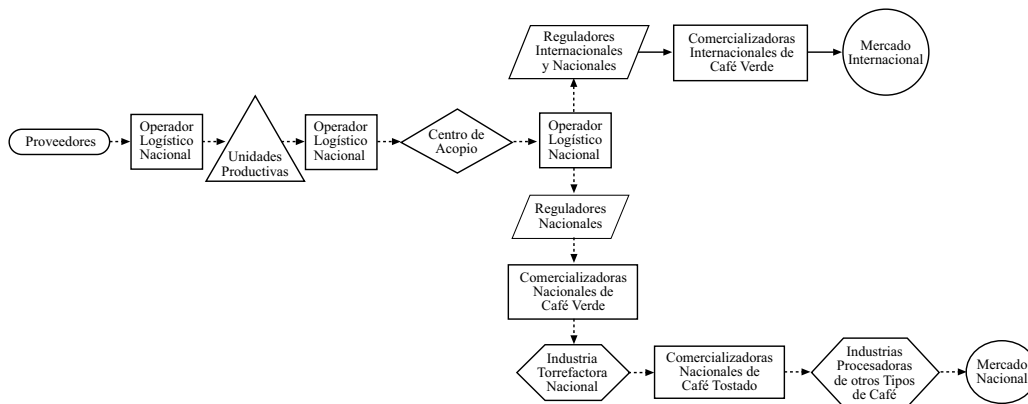 Proveedores
Operador
Logístico
Nacional
Unidades
Productivas
Operador
Logístico
Nacional
Centro de
Acopio
Operador
Logístico
Nacional
Reguladores
Internacionales
y Nacionales
Comercializadoras
Internacionales de
Café Verde
Mercado
Internacional
Reguladores
Nacionales
Comercializadoras
Nacionales de
Café Verde
Industria
Torrefactora
Nacional
Comercializadoras
Nacionales de
Café Tostado
Industrias
Procesadoras
de otros Tipos
de Café
Mercado
Nacional